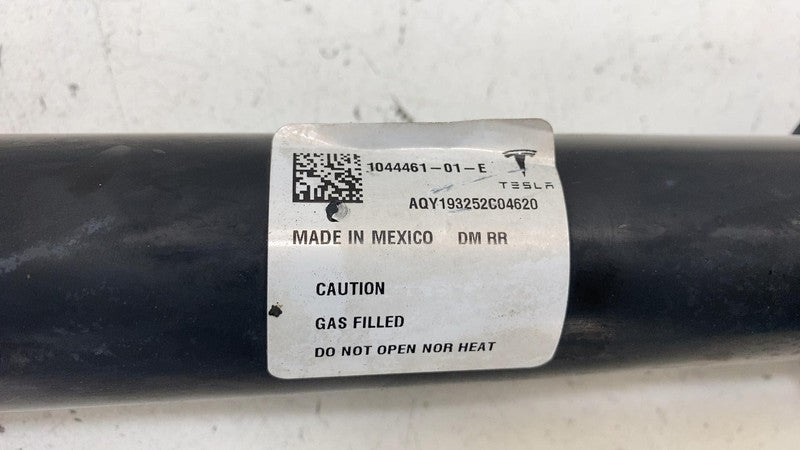 1044461-01-E
TESLA
AQY193252C04620
MADE IN MEXICO DM RR
CAUTION
GAS FILLED
DO NOT OPEN NOR HEAT